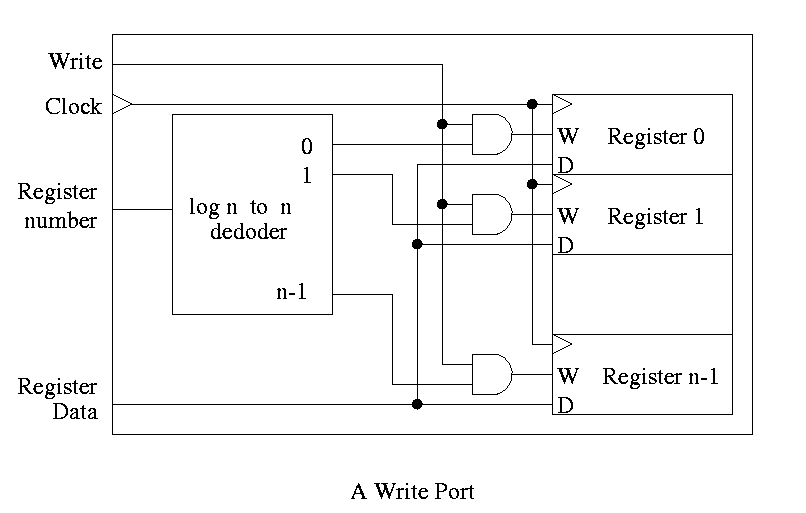 Write
Clock
0
W Register 0
1
D
Register
number
log n to n
dedoder
W Register 1
D
n-1
Register
Data
W Register n-1
D
A Write Port